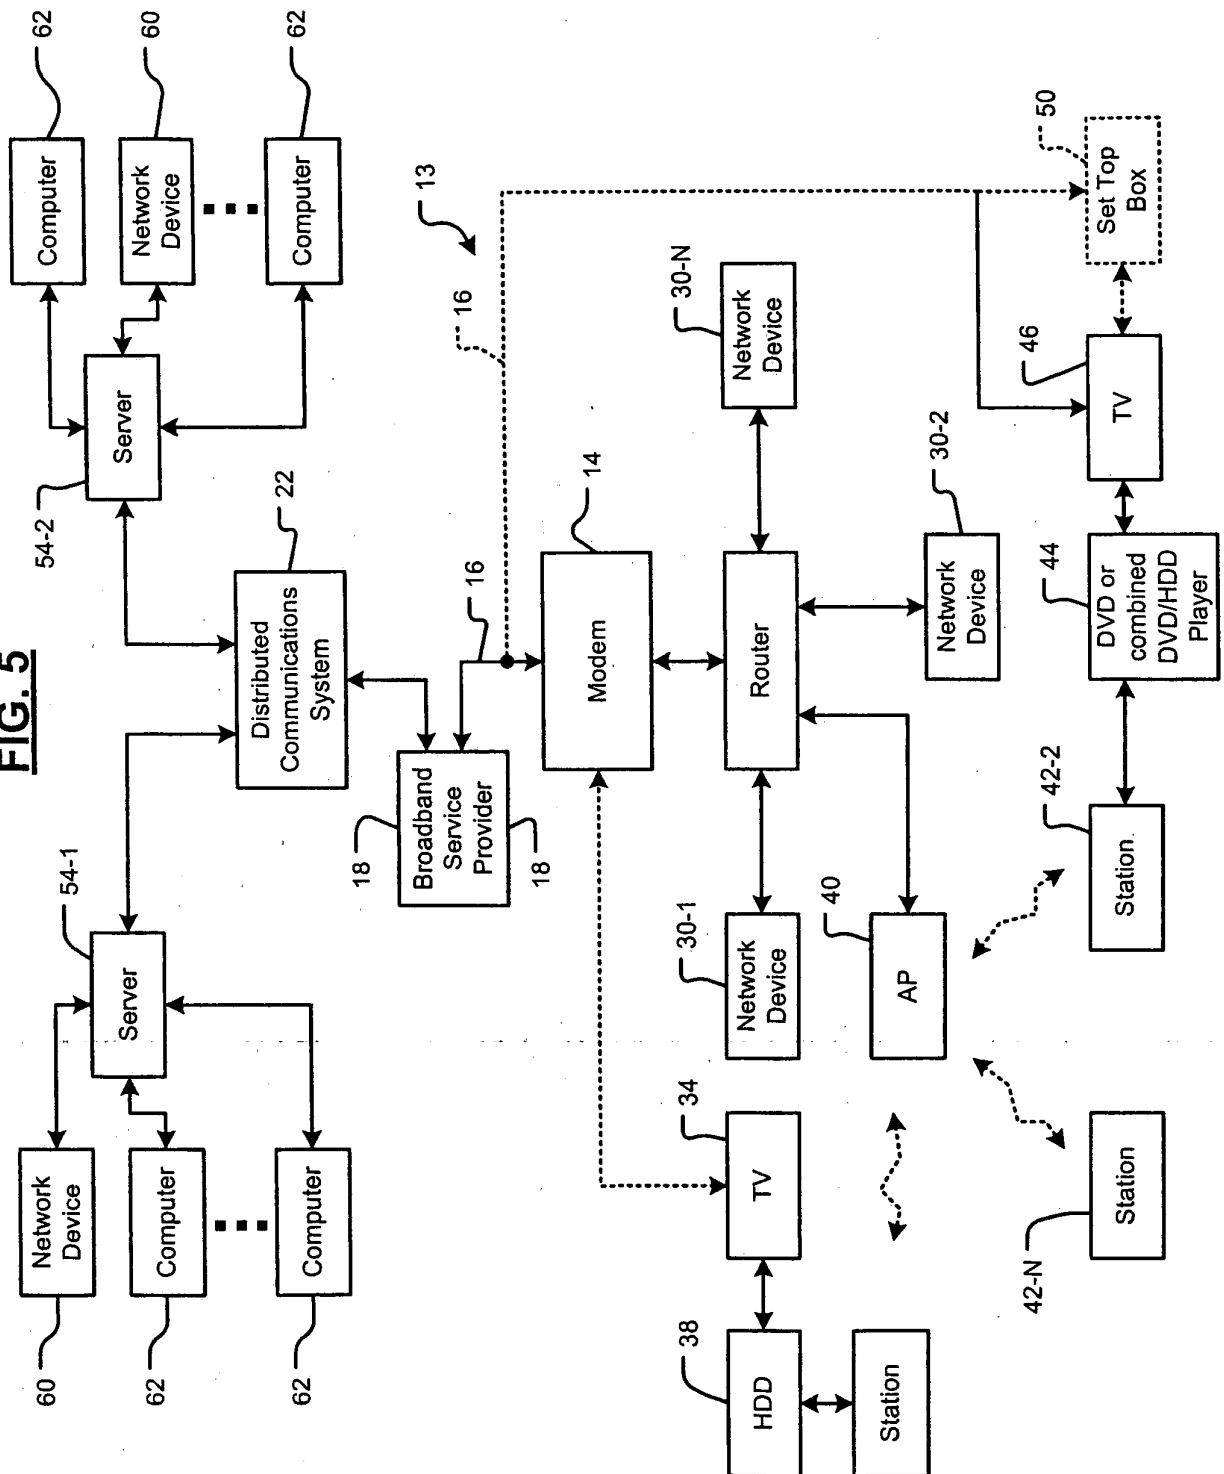 FIG. 5
60
Network
Device
62
Computer
62
Computer
Server
54-1
54-2
Server
Computer
62
Network
Device
60
Computer
62
Distributed
Communications
System
22
18
Broadband
Service
Provider
18
16
16
13
Modem
14
Router
30-1
Network
Device
30-2
Network
Device
30-N
Network
Device
34
TV
38
HDD
Station
40
AP
42-N
Station
42-2
Station
44
DVD or
combined
DVD/HDD
Player
46
TV
50
Set Top
Box